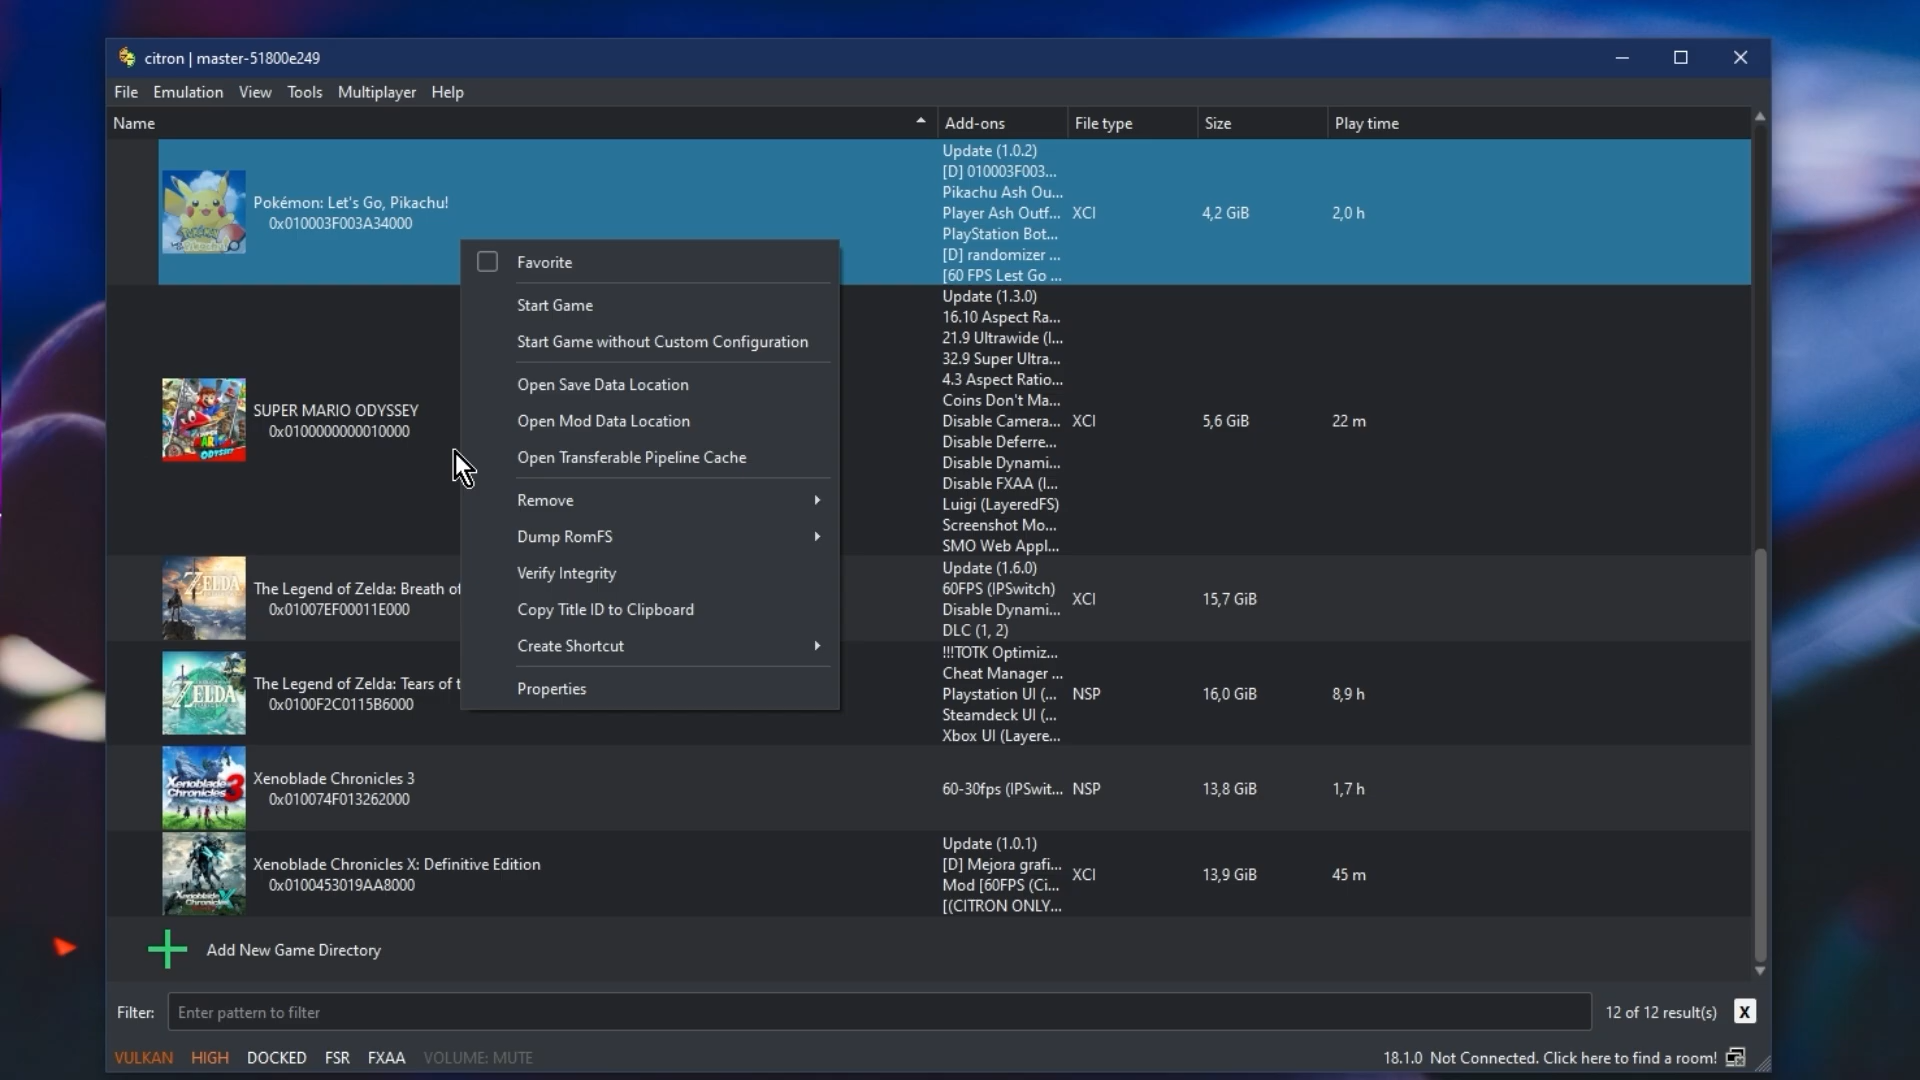 citron | master-51800e249
File Emulation View Tools Multiplayer Help
Name Add-ons File type Size Play time
Pokémon: Let's Go, Pikachu!
0x010003F003A34000
Update (1.0.2)
[D] 010003F003...
Pikachu Ash Ou...
Player Ash Outf...
PlayStation Bot...
[D] randomizer ...
[60 FPS Lest Go ...
XCI
4,2 GiB
2,0 h
Favorite
Start Game
Start Game without Custom Configuration
Open Save Data Location
Open Mod Data Location
Open Transferable Pipeline Cache
Remove
Dump RomFS
Verify Integrity
Copy Title ID to Clipboard
Create Shortcut
Properties
SUPER MARIO ODYSSEY
0x0100000000010000
Update (1.3.0)
16.10 Aspect Ra...
21.9 Ultrawide (I...
32.9 Super Ultra...
4.3 Aspect Ratio...
Coins Don't Ma...
Disable Camera...
Disable Deferre...
Disable Dynami...
Disable FXAA (I...
Luigi (LayeredFS)
Screenshot Mo...
SMO Web Appl...
XCI
5,6 GiB
22 m
ZELDA
The Legend of Zelda: Breath of
0x01007EF00011E000
Update (1.6.0)
60FPS (IPSwitch)
Disable Dynami...
DLC (1, 2)
XCI
15,7 GiB
ZELDA
The Legend of Zelda: Tears of t
0x0100F2C0115B6000
!!!TOTK Optimiz...
Cheat Manager ...
Playstation UI (...
Steamdeck UI (...
Xbox UI (Layere...
NSP
16,0 GiB
8,9 h
Xenoblade
Chronicles 3
Xenoblade Chronicles 3
0x010074F013262000
60-30fps (IPSwit...
NSP
13,8 GiB
1,7 h
Xenoblade Chronicles X: Definitive Edition
0x0100453019AA8000
Update (1.0.1)
[D] Mejora grafi...
Mod [60FPS (Ci...
[(CITRON ONLY...
XCI
13,9 GiB
45 m
Add New Game Directory
Filter: Enter pattern to filter 12 of 12 result(s) X
VULKAN HIGH DOCKED FSR FXAA VOLUME: MUTE 18.1.0 Not Connected. Click here to find a room!